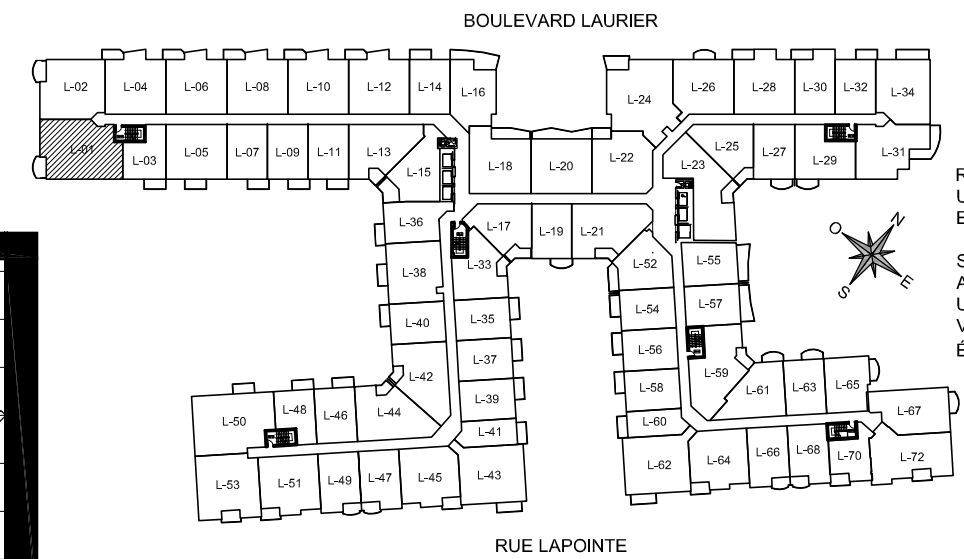 BOULEVARD LAURIER
L-02 L-04 L-06 L-08 L-10 L-12 L-14 L-16 L-24 L-26 L-28 L-30 L-32 L-34
L-01 L-03 L-05 L-07 L-09 L-11 L-13 L-15 L-18 L-20 L-22 L-23 L-25 L-27 L-29 L-31
L-36 L-17 L-19 L-21
L-38 L-33 L-52 L-55
L-40 L-35 L-54 L-57
L-42 L-37 L-56 L-59
L-39 L-58 L-61 L-63 L-65
L-50 L-48 L-46 L-44 L-41 L-60 L-67
L-53 L-51 L-49 L-47 L-45 L-43 L-62 L-64 L-66 L-68 L-70 L-72
R
U
E
O N
S E
S
A
U
V
É
RUE LAPOINTE